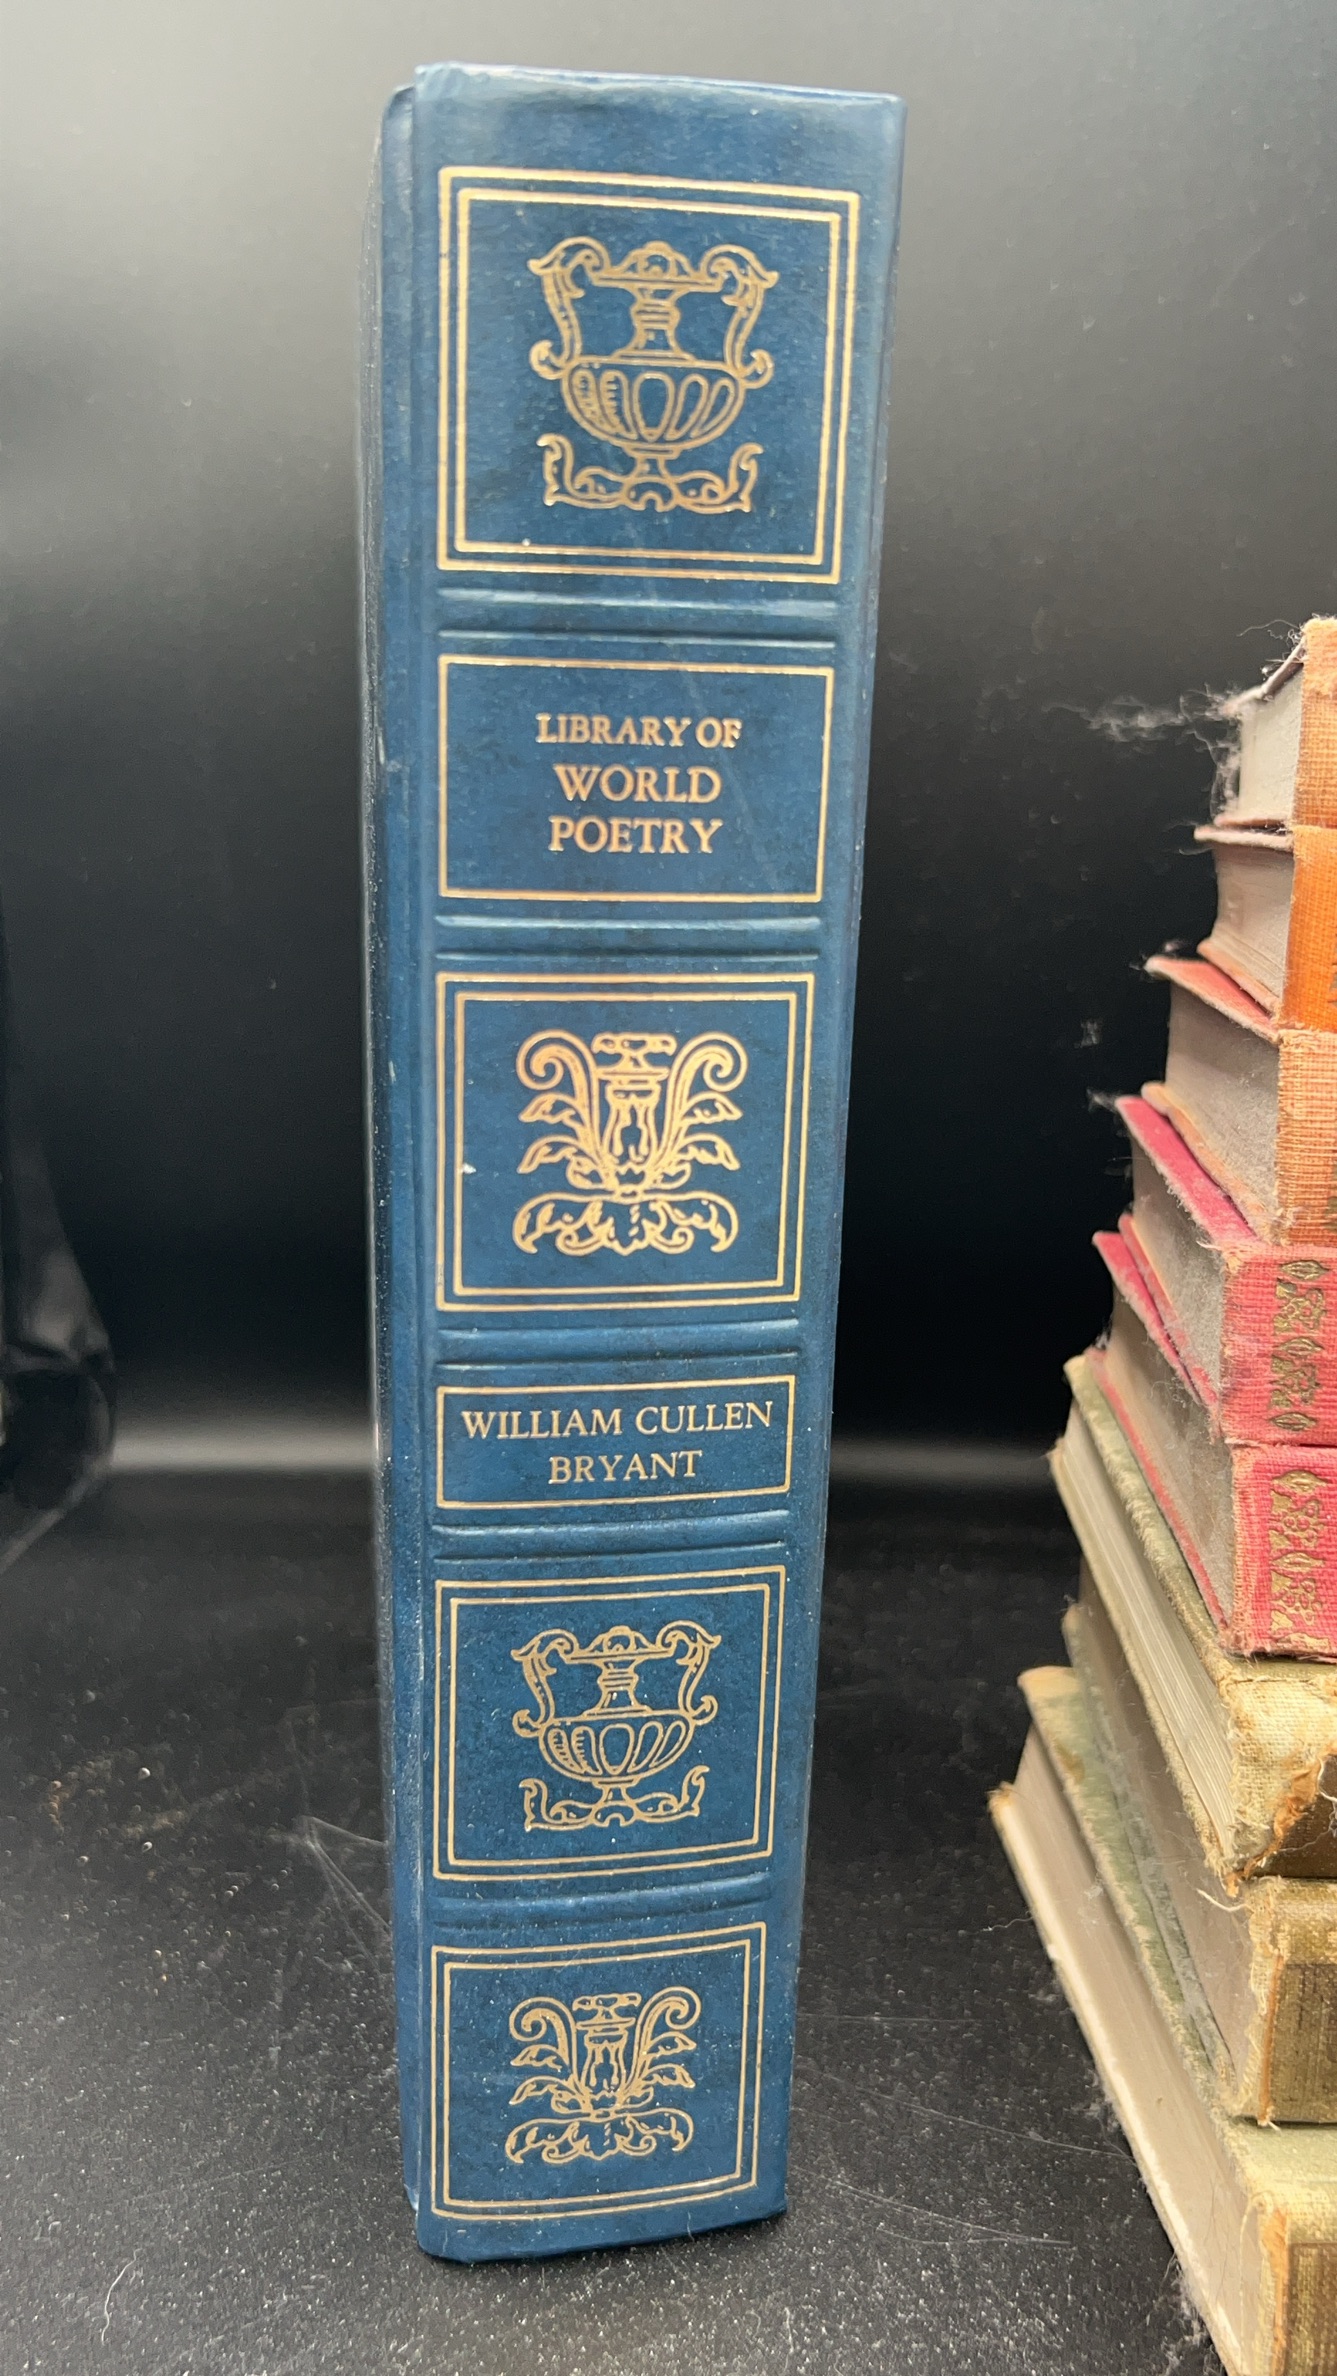 LIBRARY OF
WORLD
POETRY
WILLIAM CULLEN
BRYANT